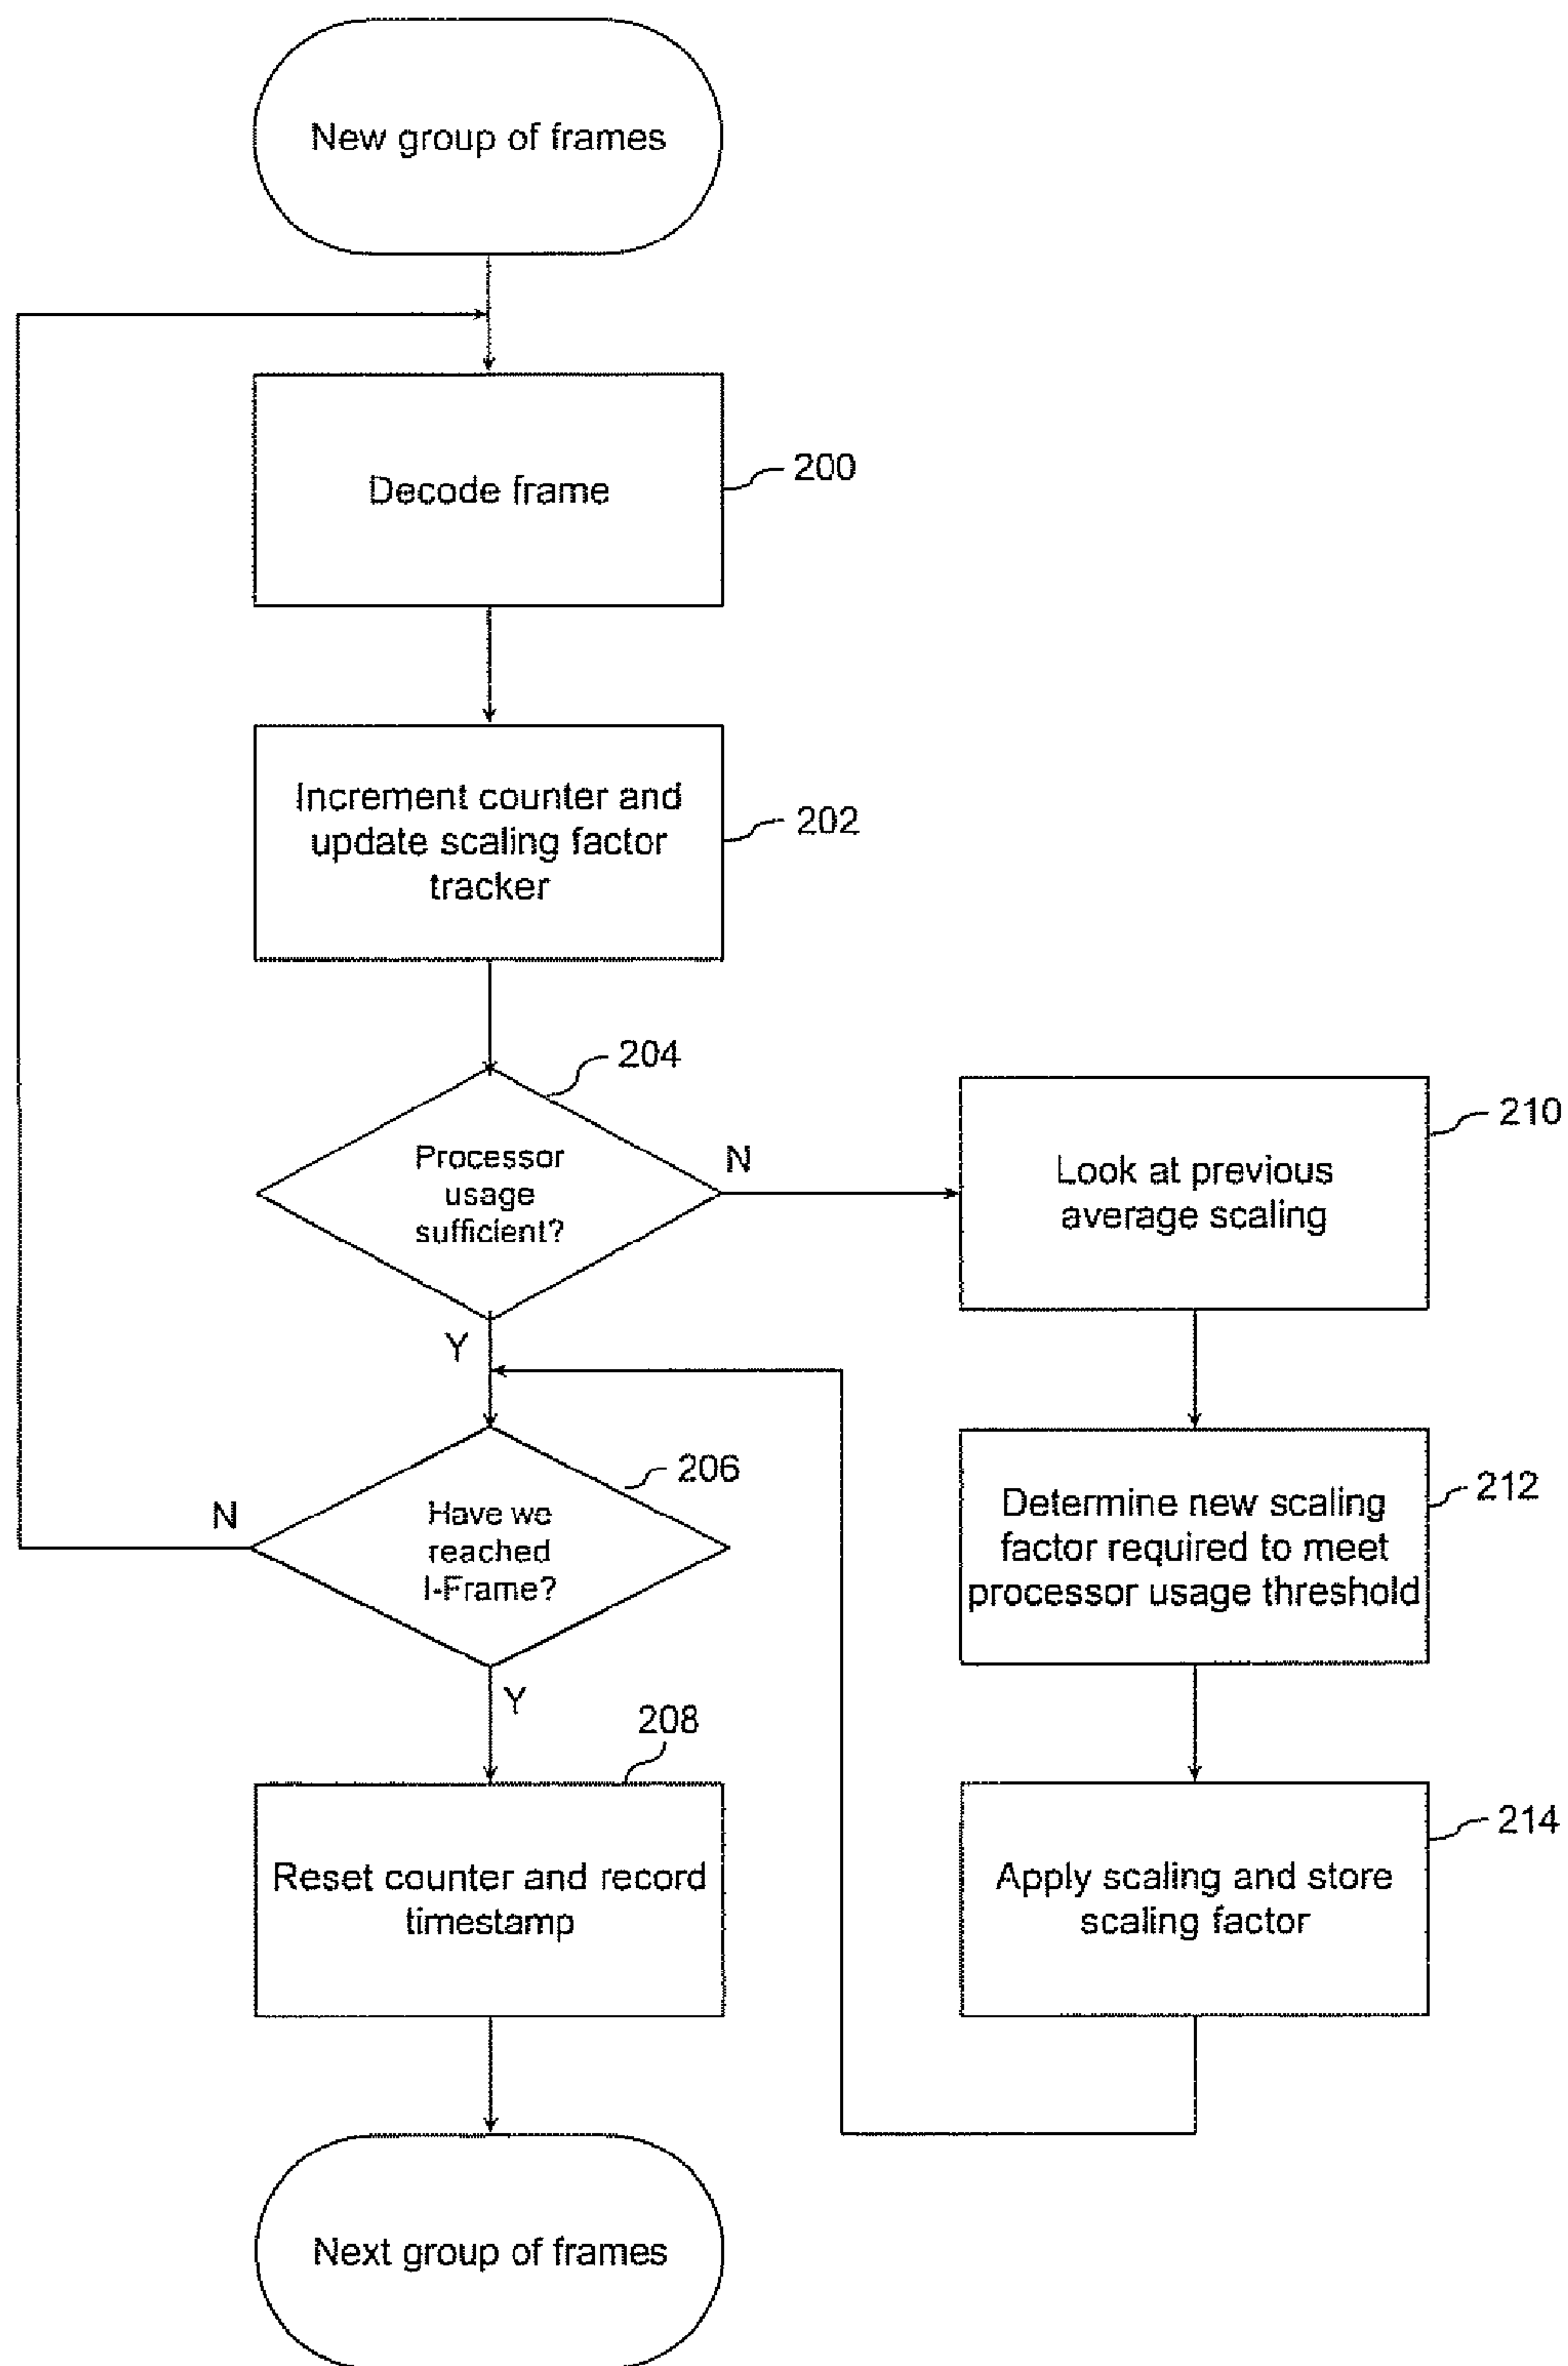 New group of frames
Decode frame
200
Increment counter and
update scaling factor
tracker
202
204
Processor
usage
sufficient?
N
Y
210
Look at previous
average scaling
206
Have we
reached
I-Frame?
N
Y
212
Determine new scaling
factor required to meet
processor usage threshold
208
Reset counter and record
timestamp
214
Apply scaling and store
scaling factor
Next group of frames